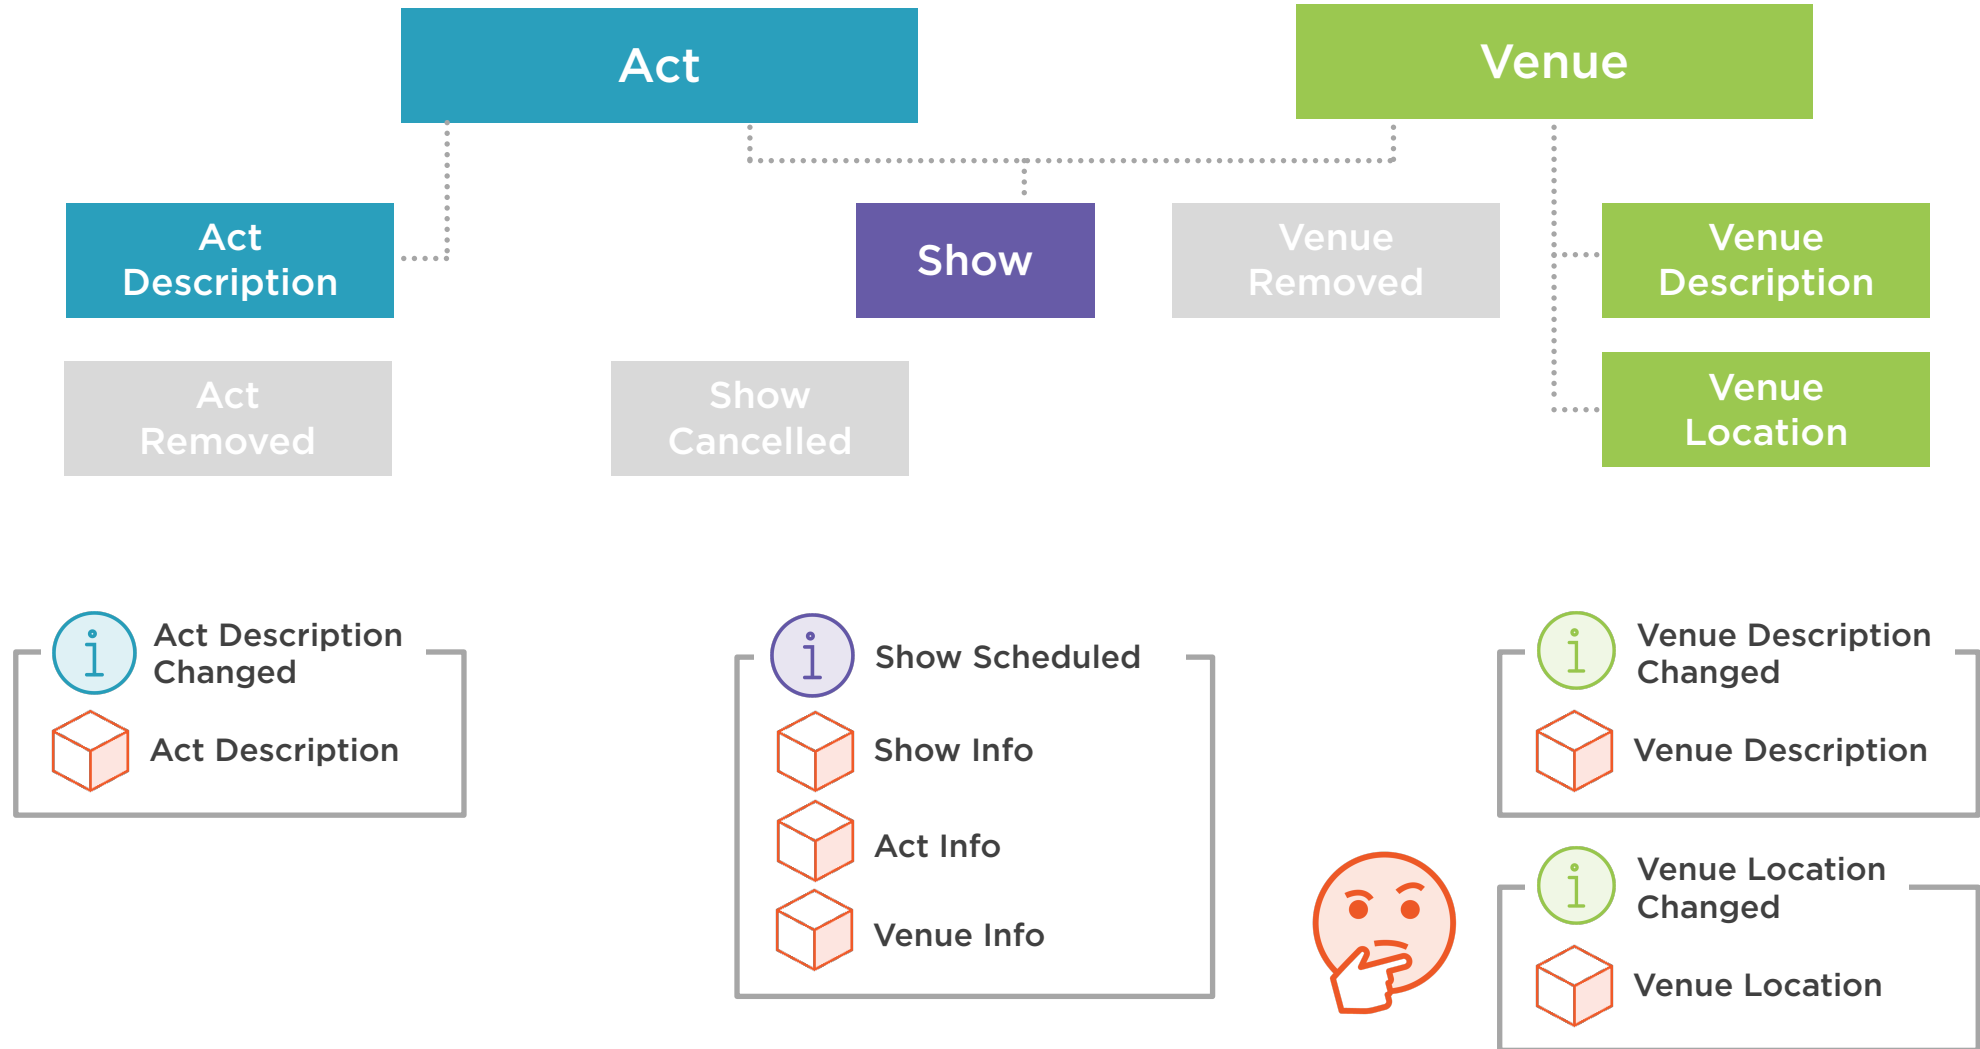 Act
Venue
Act
Description
Show
Venue
Removed
Venue
Description
Act
Removed
Show
Cancelled
Venue
Location
Act Description
Changed
Act Description
Show Scheduled
Show Info
Act Info
Venue Info
Venue Description
Changed
Venue Description
Venue Location
Changed
Venue Location